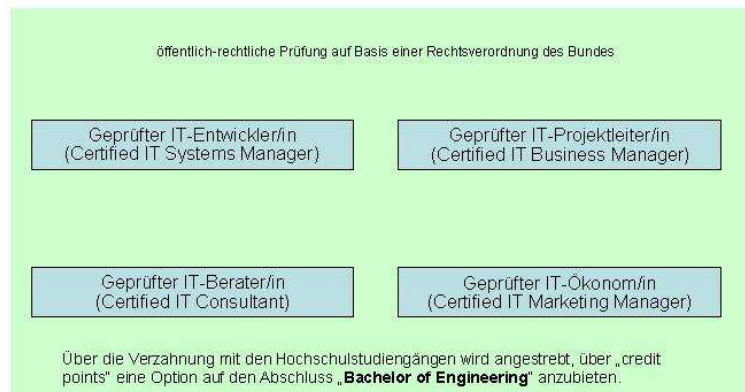 öffentlich-rechtliche Prüfung auf Basis einer Rechtsverordnung des Bundes
Geprüfter IT-Entwickler/in
(Certified IT Systems Manager)
Geprüfter IT-Projektleiter/in
(Certified IT Business Manager)
Geprüfter IT-Berater/in
(Certified IT Consultant)
Geprüfter IT-Ökonom/in
(Certified IT Marketing Manager)
Über die Verzahnung mit den Hochschulstudiengängen wird angestrebt, über „credit
points" eine Option auf den Abschluss „Bachelor of Engineering" anzubieten.